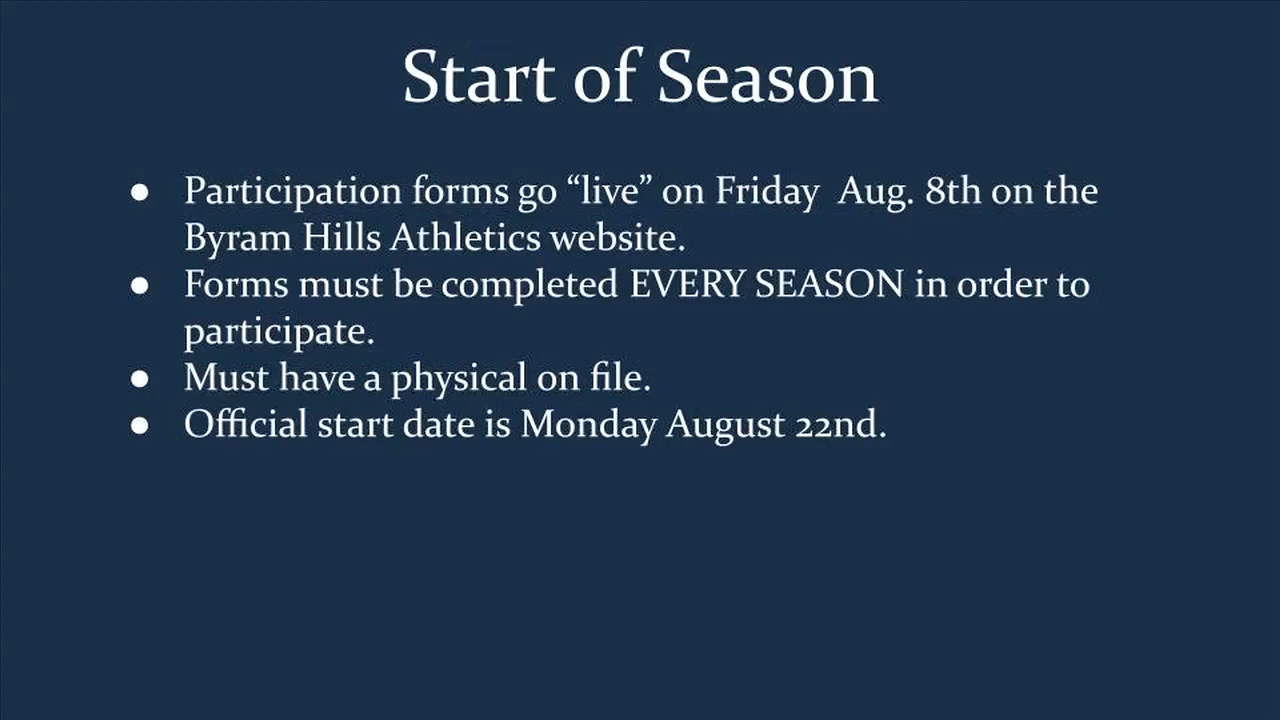 Start of Season
● Participation forms go “live” on Friday  Aug. 8th on the
Byram Hills Athletics website.
● Forms must be completed EVERY SEASON in order to
participate.
● Must have a physical on file.
● Official start date is Monday August 22nd.